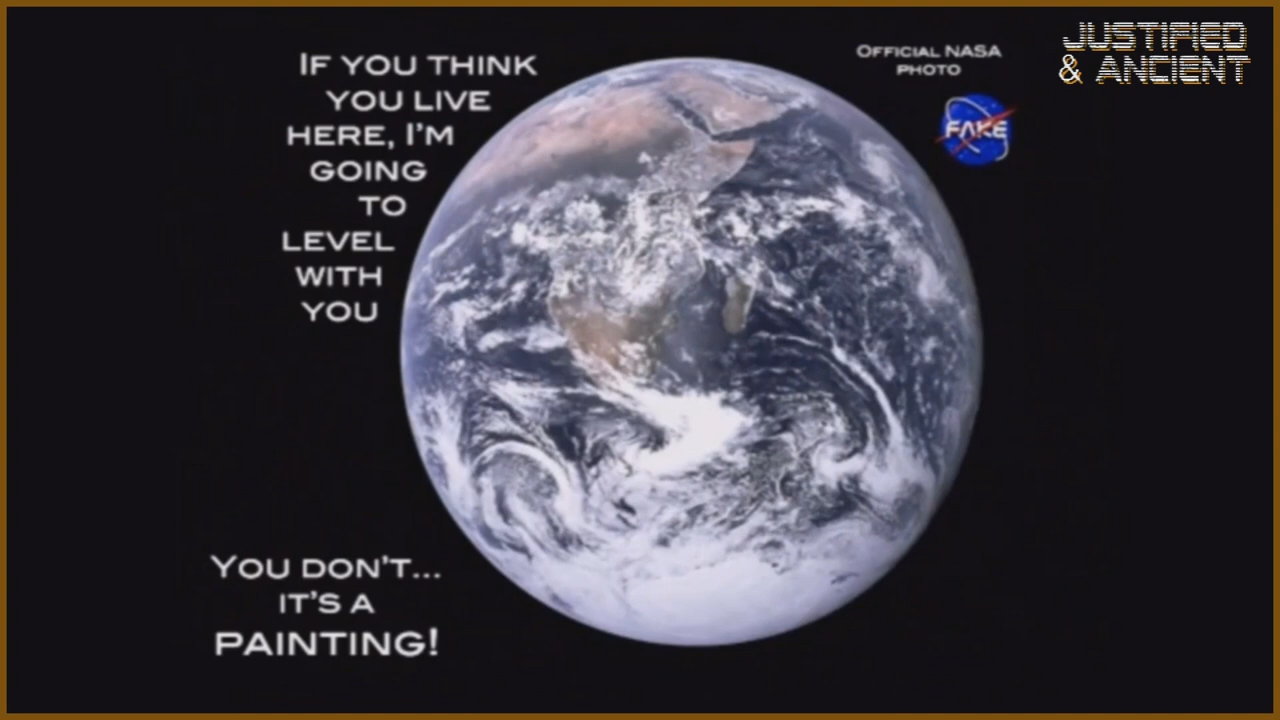 IF YOU THINK
YOU LIVE
HERE, I'M
GOING
TO
LEVEL
WITH
YOU
OFFICIAL NASA
PHOTO
FAKE
JUSTIFIED
& ANCIENT
YOU DON'T...
IT'S A
PAINTING!